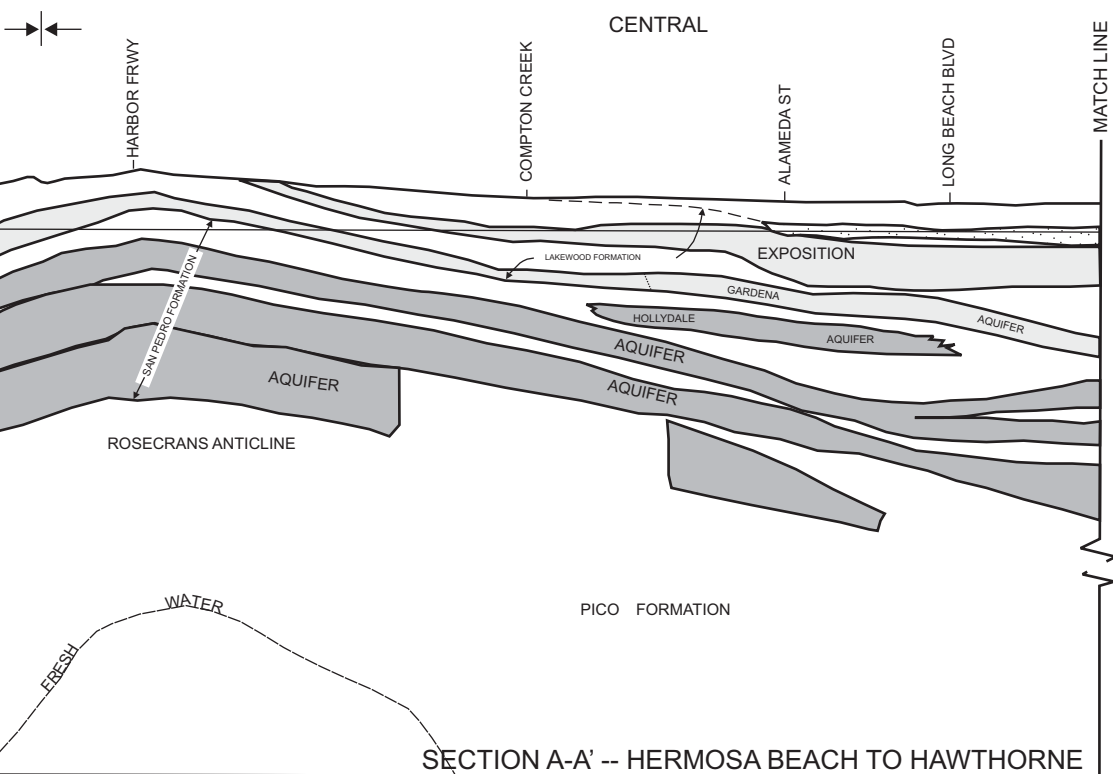 CENTRAL
HARBOR FRWY
COMPTON CREEK
ALAMEDA ST
LONG BEACH BLVD
MATCH LINE
EXPOSITION
LAKEWOOD FORMATION
SAN PEDRO FORMATION
GARDENA
AQUIFER
HOLLYDALE
AQUIFER
AQUIFER
AQUIFER
AQUIFER
ROSECRANS ANTICLINE
FRESH
WATER
PICO FORMATION
SECTION A-A’ -- HERMOSA BEACH TO HAWTHORNE